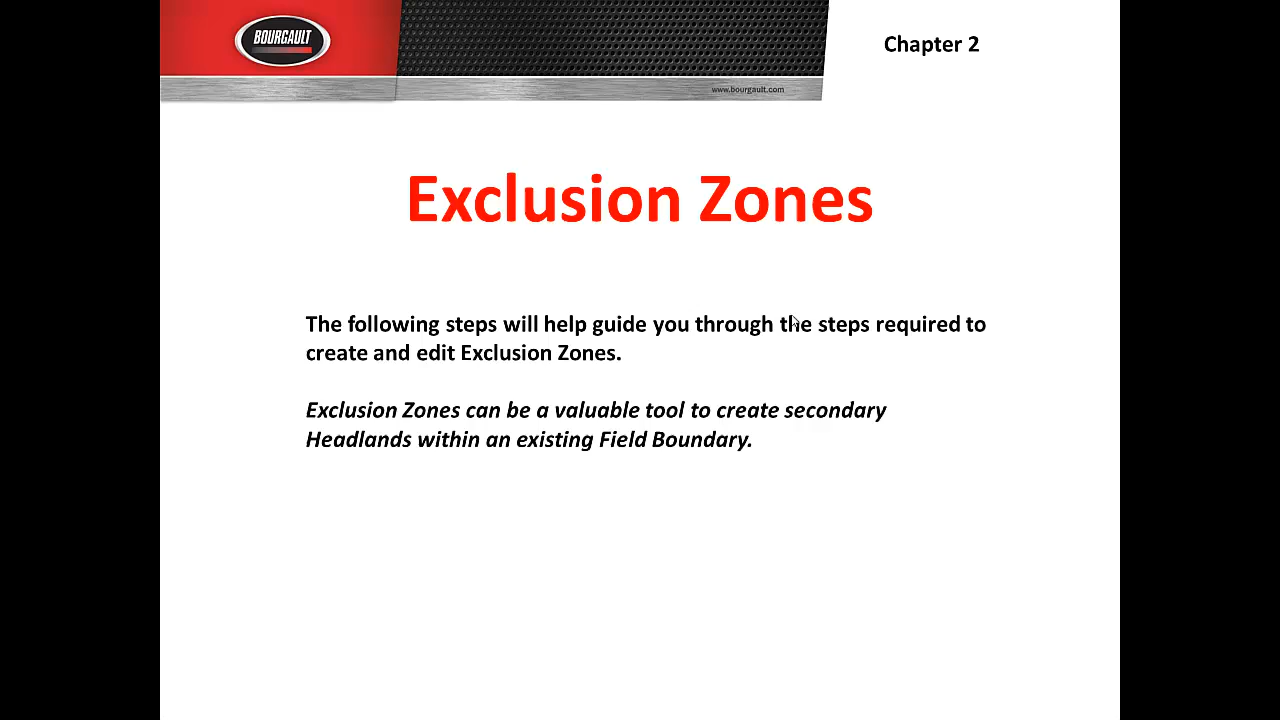 BOURGAULT
Chapter 2
www.bourgault.com
Exclusion Zones
The following steps will help guide you through the steps required to
create and edit Exclusion Zones.
Exclusion Zones can be a valuable tool to create secondary
Headlands within an existing Field Boundary.